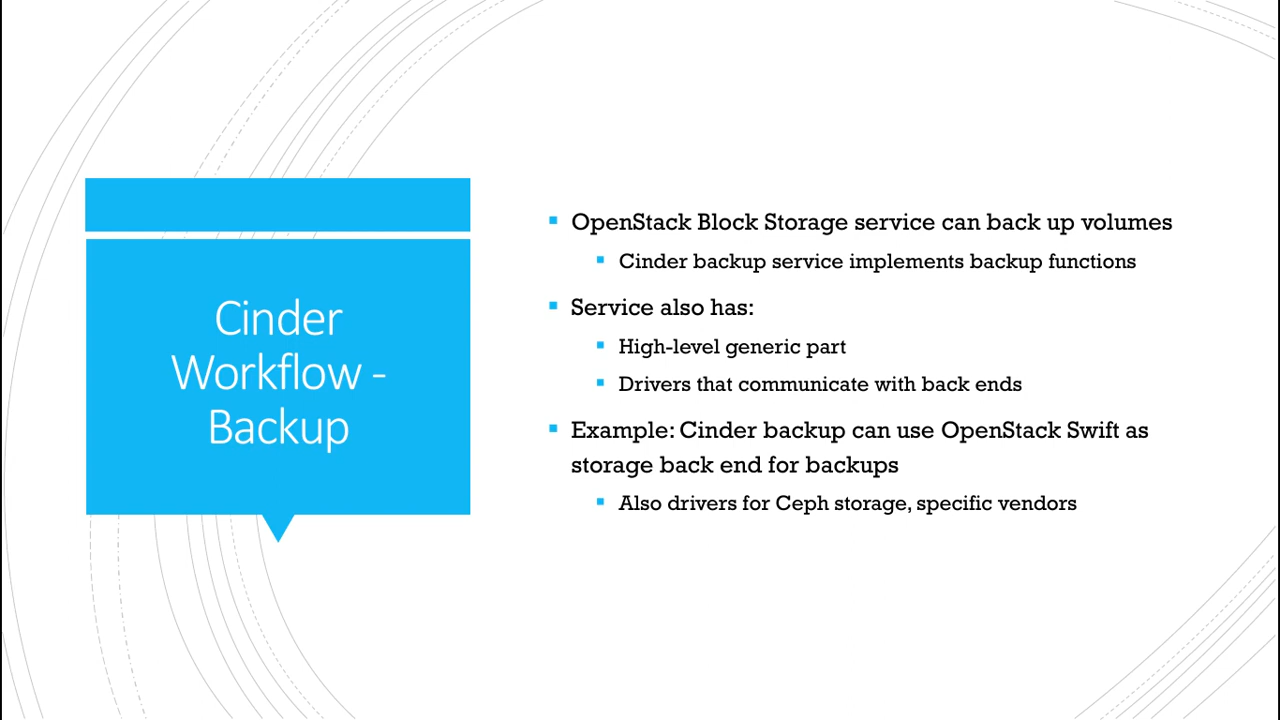 Cinder
Workflow -
Backup
OpenStack Block Storage service can back up volumes
Cinder backup service implements backup functions
Service also has:
High-level generic part
Drivers that communicate with back ends
Example: Cinder backup can use OpenStack Swift as
storage back end for backups
Also drivers for Ceph storage, specific vendors